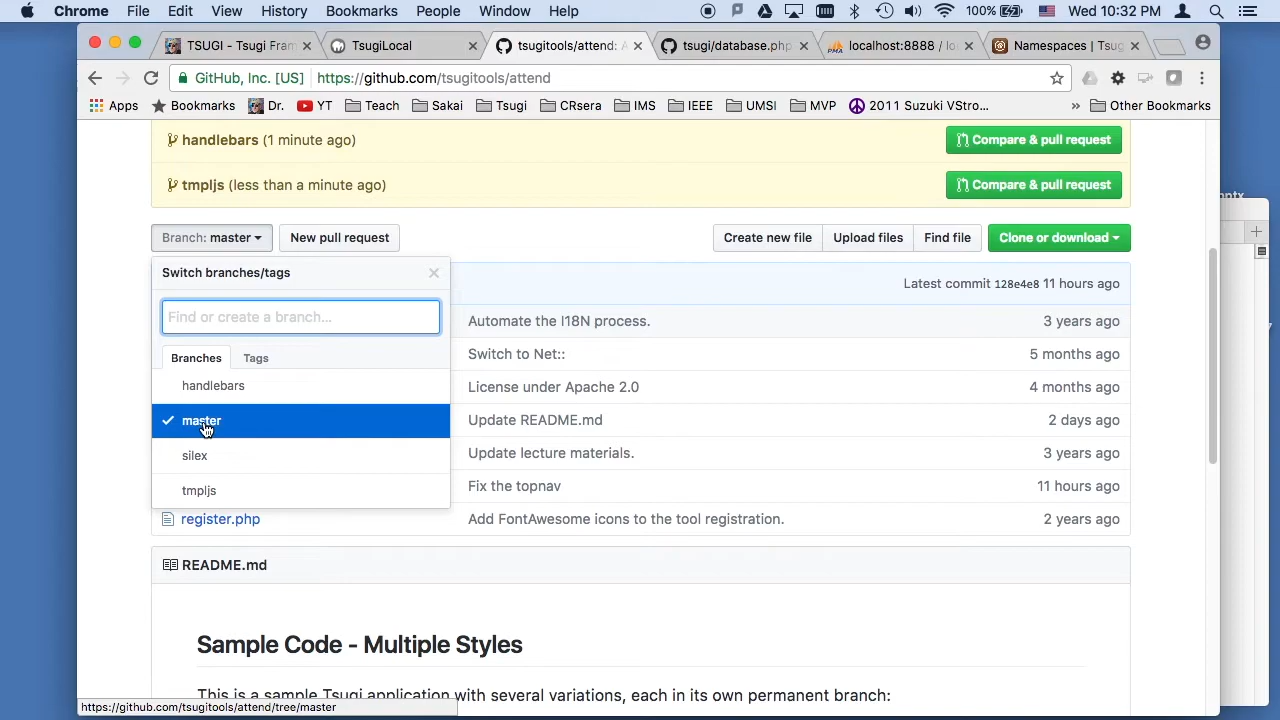 Chrome File Edit View History Bookmarks People Window Help 100% Wed 10:32 PM
TSUGI - Tsugi Fram
TsugiLocal
tsugitools/attend: A
tsugi/database.php
localhost:8888 / lo
Namespaces | Tsug
GitHub, Inc. [US] https://github.com/tsugitools/attend
Apps Bookmarks Dr. YT Teach Sakai Tsugi CRsera IMS IEEE UMSI MVP 2011 Suzuki VStro... » Other Bookmarks
handlebars (1 minute ago) Compare & pull request
tmpljs (less than a minute ago) Compare & pull request
Branch: master New pull request Create new file Upload files Find file Clone or download
Switch branches/tags
Latest commit 128e4e8 11 hours ago
Find or create a branch...
Automate the I18N process. 3 years ago
Branches Tags
Switch to Net:: 5 months ago
handlebars
License under Apache 2.0 4 months ago
master
Update README.md 2 days ago
silex
Update lecture materials. 3 years ago
tmpljs
Fix the topnav 11 hours ago
register.php Add FontAwesome icons to the tool registration. 2 years ago
README.md
Sample Code - Multiple Styles
This is a sample Tsugi application with several variations, each in its own permanent branch:
https://github.com/tsugitools/attend/tree/master